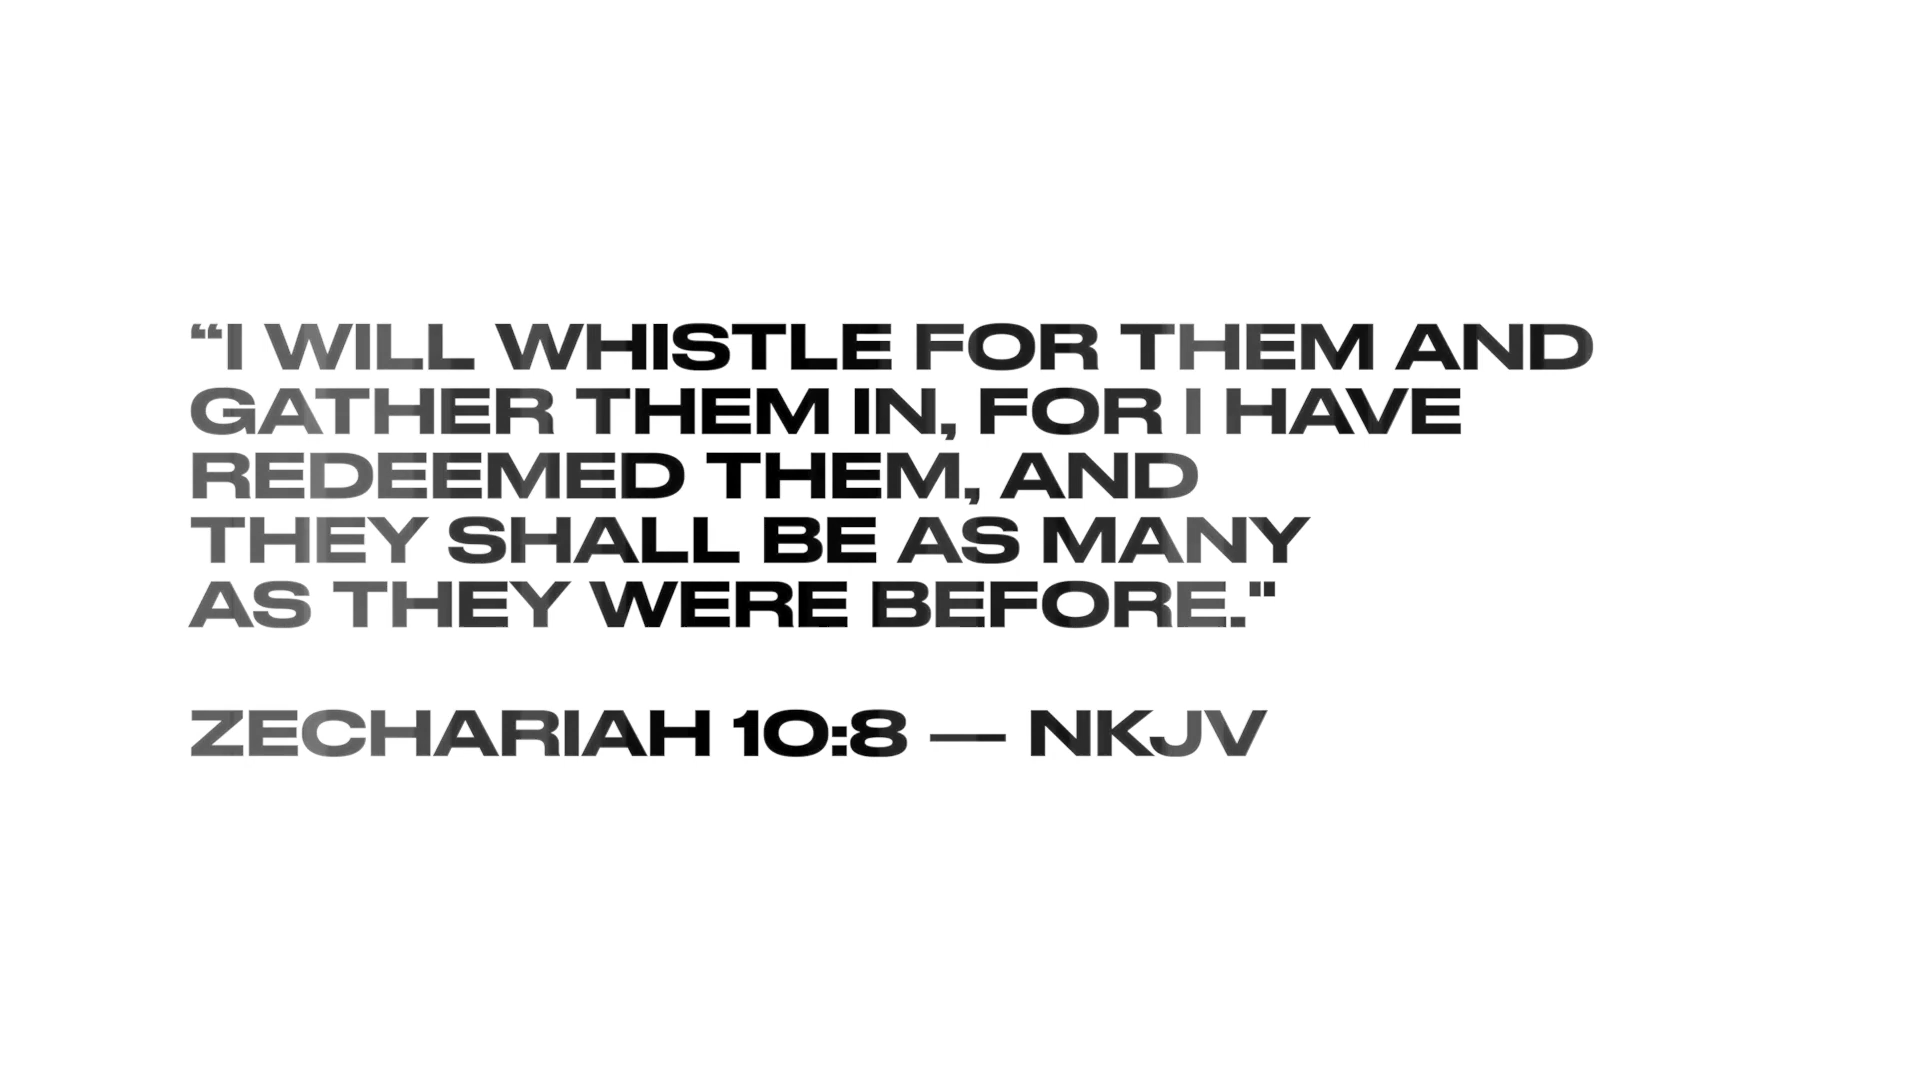 “I WILL WHISTLE FOR THEM AND
GATHER THEM IN, FOR I HAVE
REDEEMED THEM, AND
THEY SHALL BE AS MANY
AS THEY WERE BEFORE."
ZECHARIAH 10:8 — NKJV